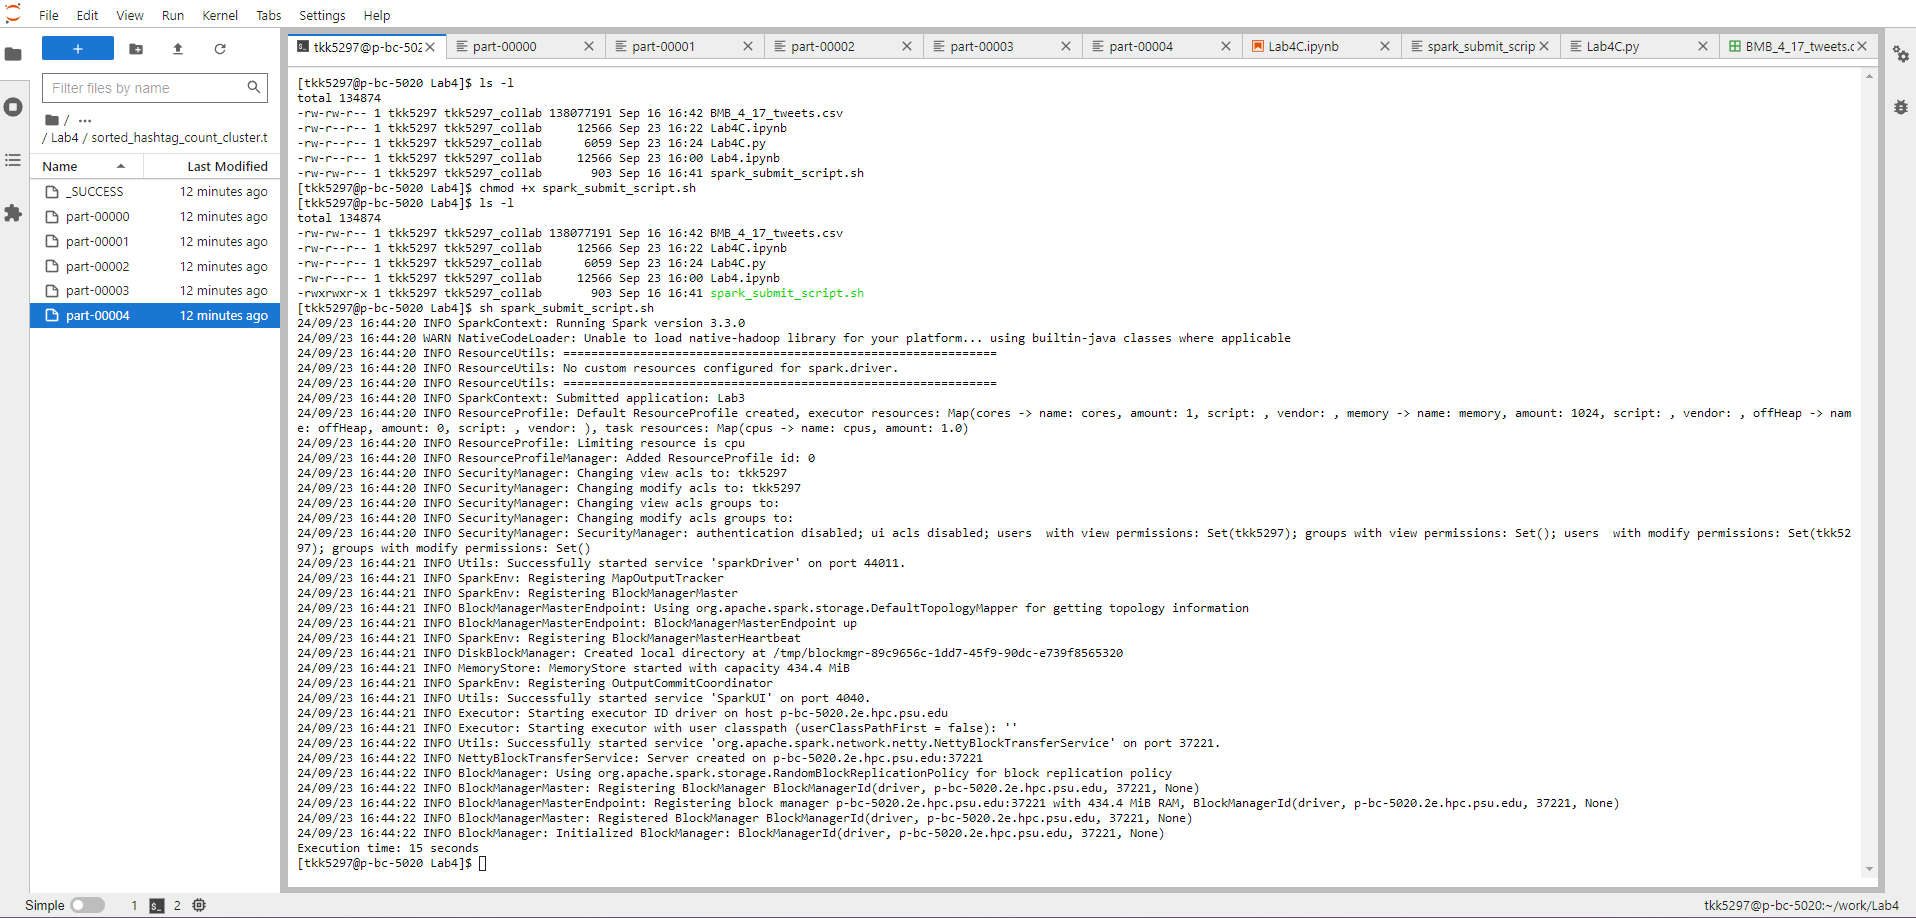 File Edit View Run Kernel Tabs Settings Help
+
Filter files by name
/ ...
/ Lab4 / sorted_hashtag_count_cluster.t
Name Last Modified
_SUCCESS 12 minutes ago
part-00000 12 minutes ago
part-00001 12 minutes ago
part-00002 12 minutes ago
part-00003 12 minutes ago
part-00004 12 minutes ago
tkk5297@p-bc-502 part-00000 part-00001 part-00002 part-00003 part-00004 Lab4C.ipynb spark_submit_scrip Lab4C.py BMB_4_17_tweets.c
[tkk5297@p-bc-5020 Lab4]$ ls -l
total 134874
-rw-rw-r-- 1 tkk5297 tkk5297_collab 138077191 Sep 16 16:42 BMB_4_17_tweets.csv
-rw-r--r-- 1 tkk5297 tkk5297_collab     12566 Sep 23 16:22 Lab4C.ipynb
-rw-r--r-- 1 tkk5297 tkk5297_collab      6059 Sep 23 16:24 Lab4C.py
-rw-r--r-- 1 tkk5297 tkk5297_collab     12566 Sep 23 16:00 Lab4.ipynb
-rw-rw-r-- 1 tkk5297 tkk5297_collab       903 Sep 16 16:41 spark_submit_script.sh
[tkk5297@p-bc-5020 Lab4]$ chmod +x spark_submit_script.sh
[tkk5297@p-bc-5020 Lab4]$ ls -l
total 134874
-rw-rw-r-- 1 tkk5297 tkk5297_collab 138077191 Sep 16 16:42 BMB_4_17_tweets.csv
-rw-r--r-- 1 tkk5297 tkk5297_collab     12566 Sep 23 16:22 Lab4C.ipynb
-rw-r--r-- 1 tkk5297 tkk5297_collab      6059 Sep 23 16:24 Lab4C.py
-rw-r--r-- 1 tkk5297 tkk5297_collab     12566 Sep 23 16:00 Lab4.ipynb
-rwxrwxr-x 1 tkk5297 tkk5297_collab       903 Sep 16 16:41 spark_submit_script.sh
[tkk5297@p-bc-5020 Lab4]$ sh spark_submit_script.sh
24/09/23 16:44:20 INFO SparkContext: Running Spark version 3.3.0
24/09/23 16:44:20 WARN NativeCodeLoader: Unable to load native-hadoop library for your platform... using builtin-java classes where applicable
24/09/23 16:44:20 INFO ResourceUtils: ==============================================================
24/09/23 16:44:20 INFO ResourceUtils: No custom resources configured for spark.driver.
24/09/23 16:44:20 INFO ResourceUtils: ==============================================================
24/09/23 16:44:20 INFO SparkContext: Submitted application: Lab3
24/09/23 16:44:20 INFO ResourceProfile: Default ResourceProfile created, executor resources: Map(cores -> name: cores, amount: 1, script: , vendor: , memory -> name: memory, amount: 1024, script: , vendor: , offHeap -> nam
e: offHeap, amount: 0, script: , vendor: ), task resources: Map(cpus -> name: cpus, amount: 1.0)
24/09/23 16:44:20 INFO ResourceProfile: Limiting resource is cpu
24/09/23 16:44:20 INFO ResourceProfileManager: Added ResourceProfile id: 0
24/09/23 16:44:20 INFO SecurityManager: Changing view acls to: tkk5297
24/09/23 16:44:20 INFO SecurityManager: Changing modify acls to: tkk5297
24/09/23 16:44:20 INFO SecurityManager: Changing view acls groups to:
24/09/23 16:44:20 INFO SecurityManager: Changing modify acls groups to:
24/09/23 16:44:20 INFO SecurityManager: SecurityManager: authentication disabled; ui acls disabled; users  with view permissions: Set(tkk5297); groups with view permissions: Set(); users  with modify permissions: Set(tkk52
97); groups with modify permissions: Set()
24/09/23 16:44:21 INFO Utils: Successfully started service 'sparkDriver' on port 44011.
24/09/23 16:44:21 INFO SparkEnv: Registering MapOutputTracker
24/09/23 16:44:21 INFO SparkEnv: Registering BlockManagerMaster
24/09/23 16:44:21 INFO BlockManagerMasterEndpoint: Using org.apache.spark.storage.DefaultTopologyMapper for getting topology information
24/09/23 16:44:21 INFO BlockManagerMasterEndpoint: BlockManagerMasterEndpoint up
24/09/23 16:44:21 INFO SparkEnv: Registering BlockManagerMasterHeartbeat
24/09/23 16:44:21 INFO DiskBlockManager: Created local directory at /tmp/blockmgr-89c9656c-1dd7-45f9-90dc-e739f8565320
24/09/23 16:44:21 INFO MemoryStore: MemoryStore started with capacity 434.4 MiB
24/09/23 16:44:21 INFO SparkEnv: Registering OutputCommitCoordinator
24/09/23 16:44:21 INFO Utils: Successfully started service 'SparkUI' on port 4040.
24/09/23 16:44:21 INFO Executor: Starting executor ID driver on host p-bc-5020.2e.hpc.psu.edu
24/09/23 16:44:21 INFO Executor: Starting executor with user classpath (userClassPathFirst = false): ''
24/09/23 16:44:22 INFO Utils: Successfully started service 'org.apache.spark.network.netty.NettyBlockTransferService' on port 37221.
24/09/23 16:44:22 INFO NettyBlockTransferService: Server created on p-bc-5020.2e.hpc.psu.edu:37221
24/09/23 16:44:22 INFO BlockManager: Using org.apache.spark.storage.RandomBlockReplicationPolicy for block replication policy
24/09/23 16:44:22 INFO BlockManagerMaster: Registering BlockManager BlockManagerId(driver, p-bc-5020.2e.hpc.psu.edu, 37221, None)
24/09/23 16:44:22 INFO BlockManagerMasterEndpoint: Registering block manager p-bc-5020.2e.hpc.psu.edu:37221 with 434.4 MiB RAM, BlockManagerId(driver, p-bc-5020.2e.hpc.psu.edu, 37221, None)
24/09/23 16:44:22 INFO BlockManagerMaster: Registered BlockManager BlockManagerId(driver, p-bc-5020.2e.hpc.psu.edu, 37221, None)
24/09/23 16:44:22 INFO BlockManager: Initialized BlockManager: BlockManagerId(driver, p-bc-5020.2e.hpc.psu.edu, 37221, None)
Execution time: 15 seconds
[tkk5297@p-bc-5020 Lab4]$
Simple 1 2 tkk5297@p-bc-5020:~/work/Lab4